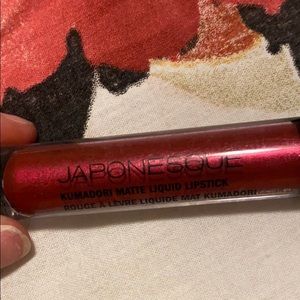 JAPONESQUE
KUMADORI MATTE LIQUID LIPSTICK
ROUGE À LÈVRE LIQUIDE MAT KUMADORI